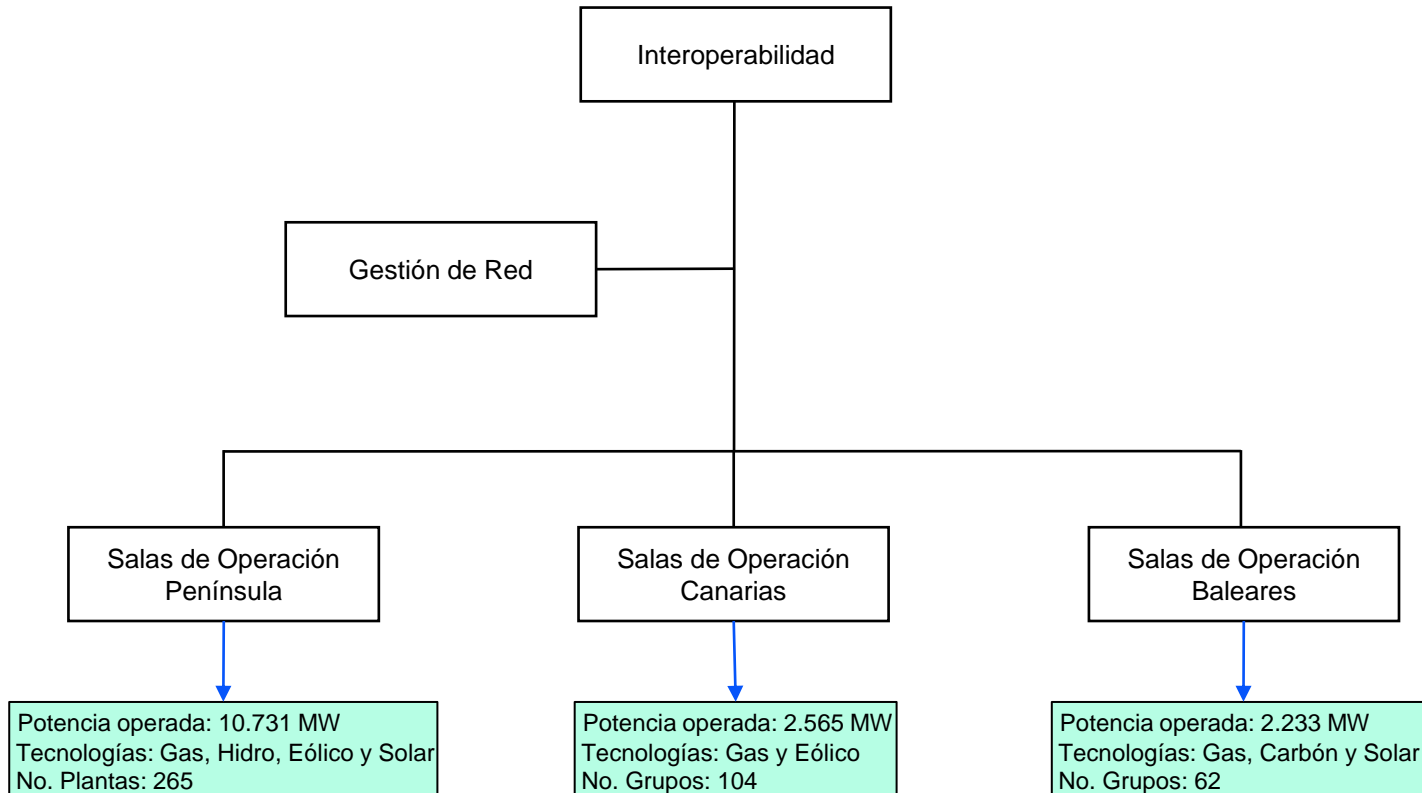 Interoperabilidad
Gestión de Red
Salas de Operación
Península
Salas de Operación
Canarias
Salas de Operación
Baleares
Potencia operada: 10.731 MW
Tecnologías: Gas, Hidro, Eólico y Solar
No. Plantas: 265
Potencia operada: 2.565 MW
Tecnologías: Gas y Eólico
No. Grupos: 104
Potencia operada: 2.233 MW
Tecnologías: Gas, Carbón y Solar
No. Grupos: 62